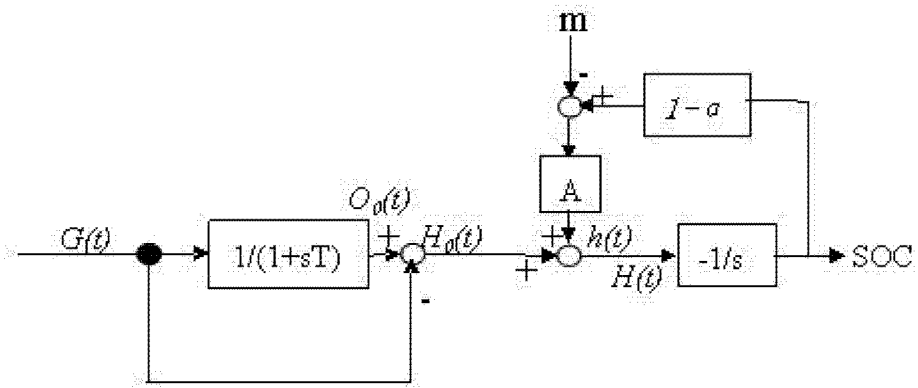 m
-
+
1-a
A
O₀(t)
G(t)
1/(1+sT)
+
H₀(t)
+
+
h(t)
H(t)
-1/s
SOC
-